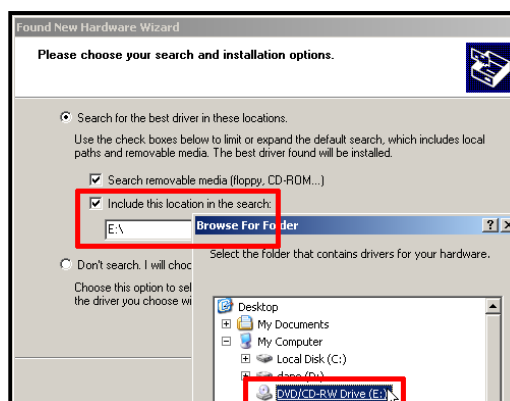 Found New Hardware Wizard
Please choose your search and installation options.
Search for the best driver in these locations.
Use the check boxes below to limit or expand the default search, which includes local
paths and removable media. The best driver found will be installed.
Search removable media (floppy, CD-ROM...)
Include this location in the search:
E:\
Browse For Folder
Select the folder that contains drivers for your hardware.
Don't search. I will choo
Choose this option to sel
the driver you choose wi
Desktop
My Documents
My Computer
Local Disk (C:)
dane (D:)
DVD/CD-RW Drive (E:)